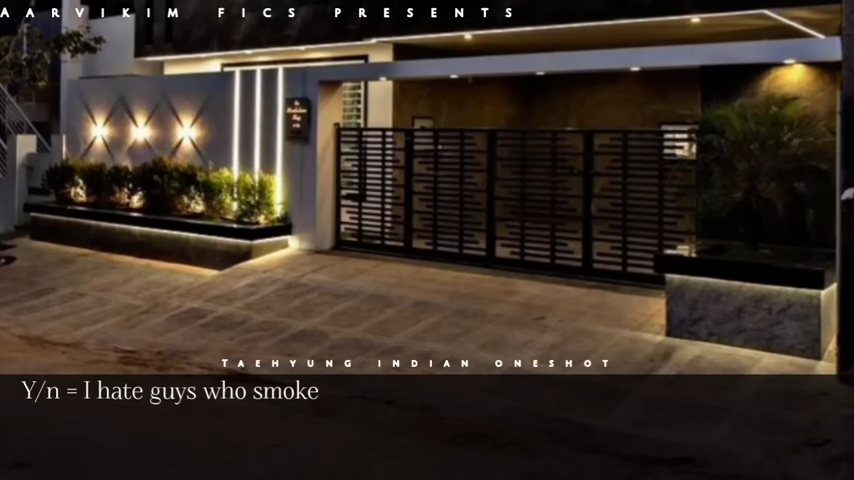 AARVIKIM FICS PRESENTS
TAEHYUNG INDIAN ONESHOT
Y/n = I hate guys who smoke